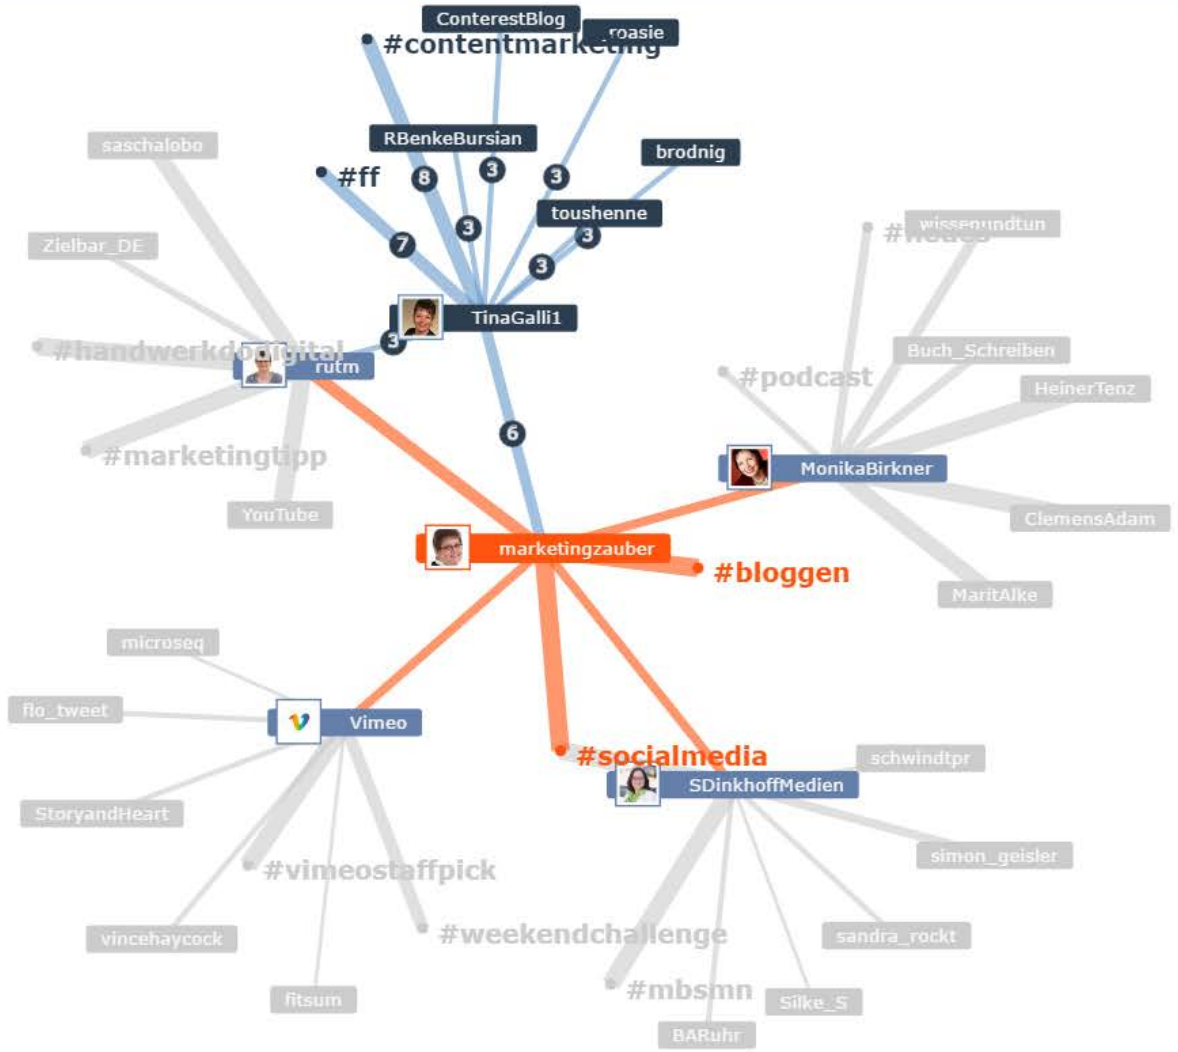 ConterestBlog
#contentmarketing
roasie
RBenkeBursian
saschalobo
brodnig
#ff
8
3
3
toushenne
3
3
7
3
wissenundtun
Zielbar_DE
TinaGalli1
3
#handwerkdodigital
rutm
Buch_Schreiben
#podcast
HeinerTenz
6
#marketingtipp
MonikaBirkner
YouTube
ClemensAdam
marketingzauber
#bloggen
MaritAlke
microseq
flo_tweet
Vimeo
#socialmedia
schwindtpr
SDinkhoffMedien
StoryandHeart
simon_geisler
#vimeostaffpick
vincehaycock
#weekendchallenge
sandra_rockt
fitsum
#mbsmn
Silke_S
BARuhr